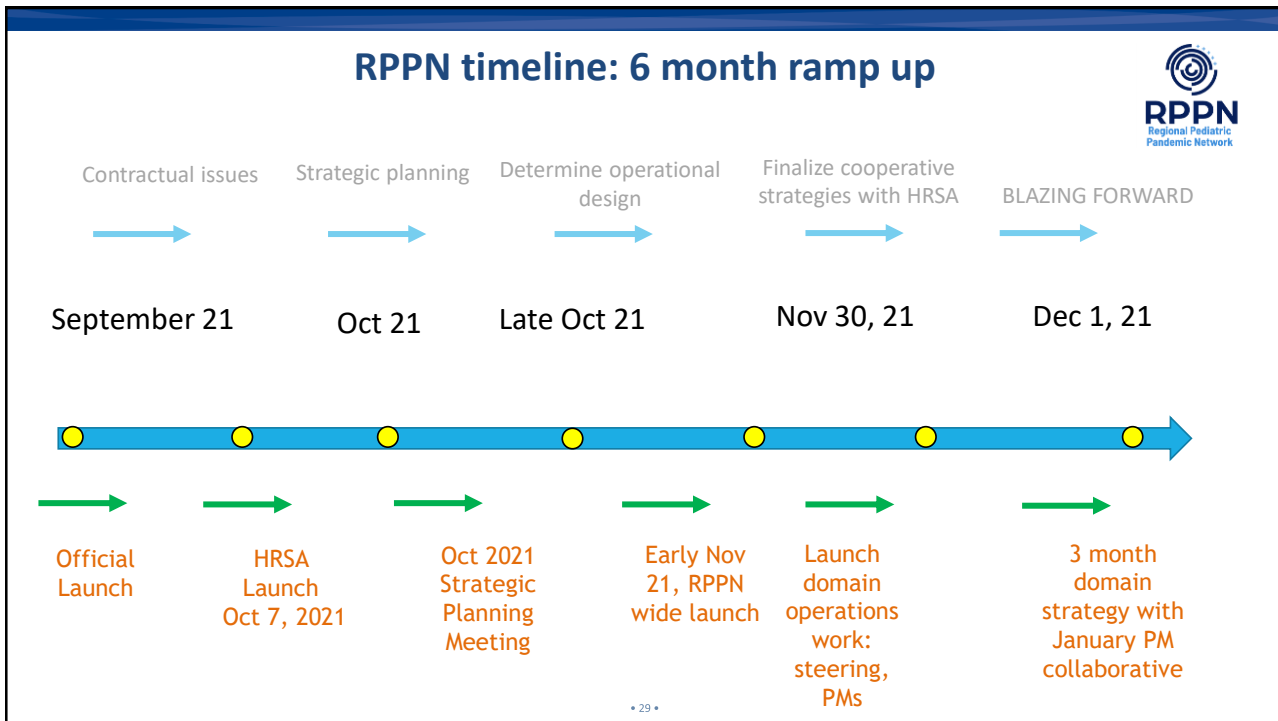 RPPN timeline: 6 month ramp up
RPPN
Regional Pediatric
Pandemic Network
Contractual issues
Strategic planning
Determine operational
design
Finalize cooperative
strategies with HRSA
BLAZING FORWARD
September 21
Oct 21
Late Oct 21
Nov 30, 21
Dec 1, 21
Official
Launch
HRSA
Launch
Oct 7, 2021
Oct 2021
Strategic
Planning
Meeting
Early Nov
21, RPPN
wide launch
Launch
domain
operations
work:
steering,
PMs
3 month
domain
strategy with
January PM
collaborative
• 29 •